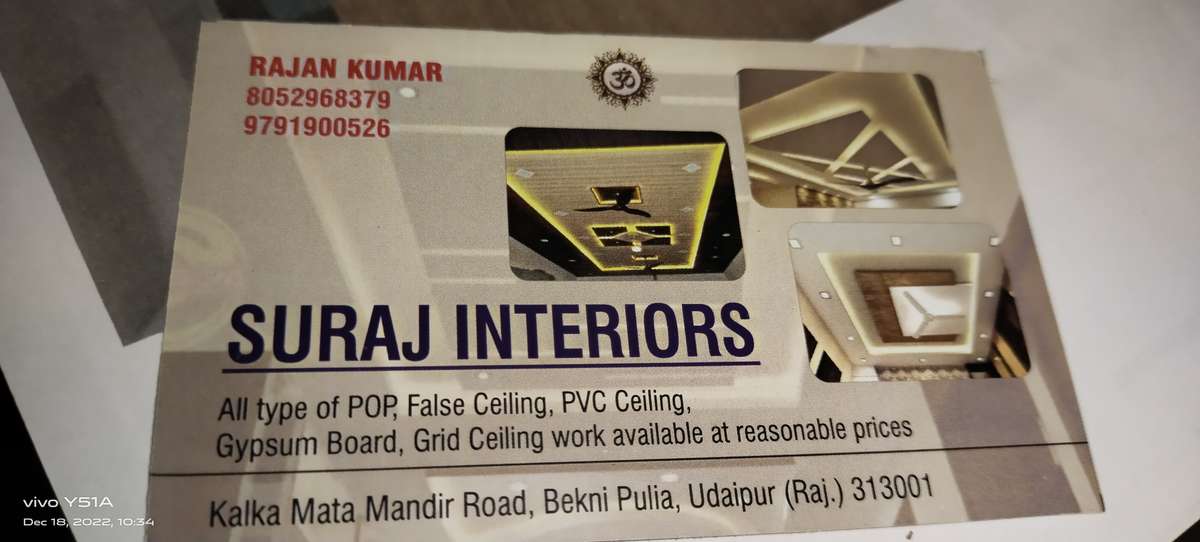 RAJAN KUMAR
8052968379
9791900526
ॐ
SURAJ INTERIORS
All type of POP, False Ceiling, PVC Ceiling,
Gypsum Board, Grid Ceiling work available at reasonable prices
Kalka Mata Mandir Road, Bekni Pulia, Udaipur (Raj.) 313001
vivo Y51A
Dec 18, 2022, 10:34